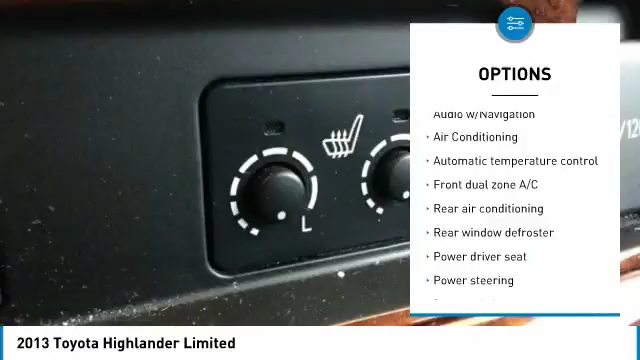 OPTIONS
Audio w/Navigation
Air Conditioning
Automatic temperature control
Front dual zone A/C
Rear air conditioning
Rear window defroster
Power driver seat
Power steering
L
2013 Toyota Highlander Limited